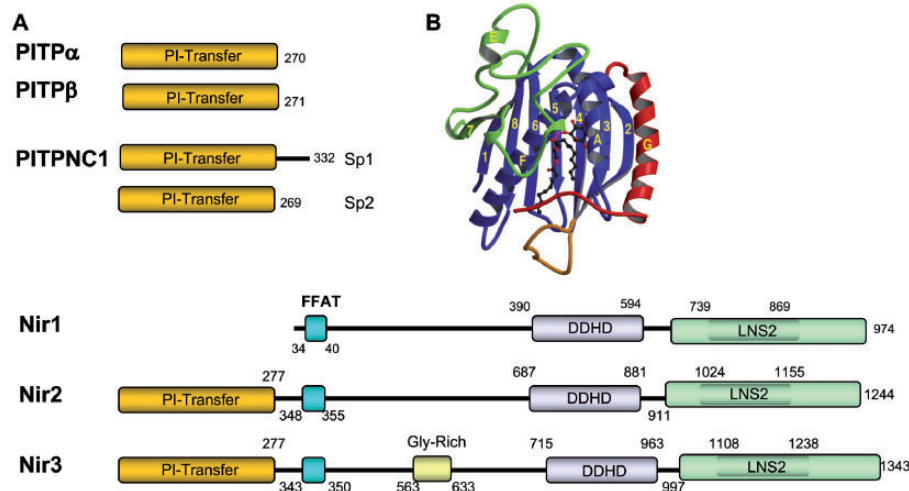 A
B
PITPα
PI-Transfer
270
PITPβ
PI-Transfer
271
PITPNC1
PI-Transfer
332
Sp1
PI-Transfer
269
Sp2
E
7
1
8
6
F
5
4
A
3
2
G
Nir1
FFAT
34
40
390
594
DDHD
739
869
LNS2
974
Nir2
277
PI-Transfer
348
355
687
881
DDHD
911
1024
1155
LNS2
1244
Nir3
277
PI-Transfer
343
350
Gly-Rich
563
633
715
963
DDHD
997
1108
1238
LNS2
1343